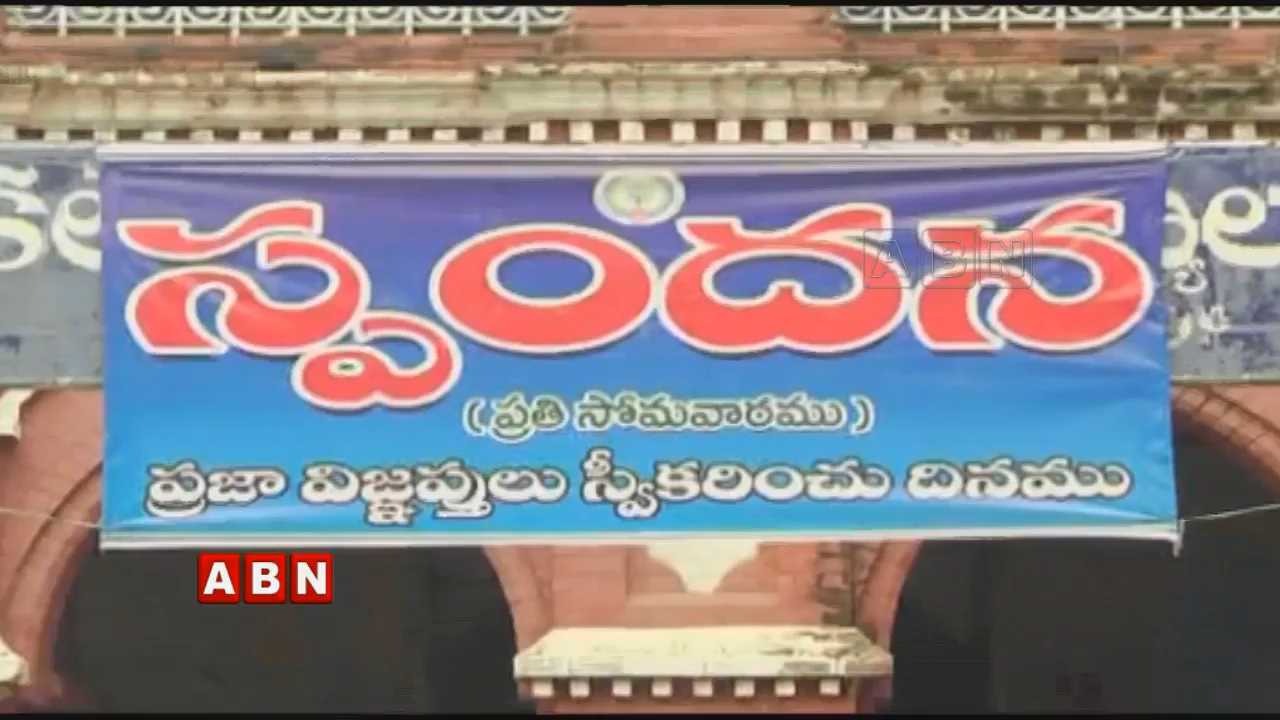 స్పందన
( ప్రతి సోమవారము )
ప్రజా విజ్ఞప్తులు స్వీకరించు దినము
ABN
ABN